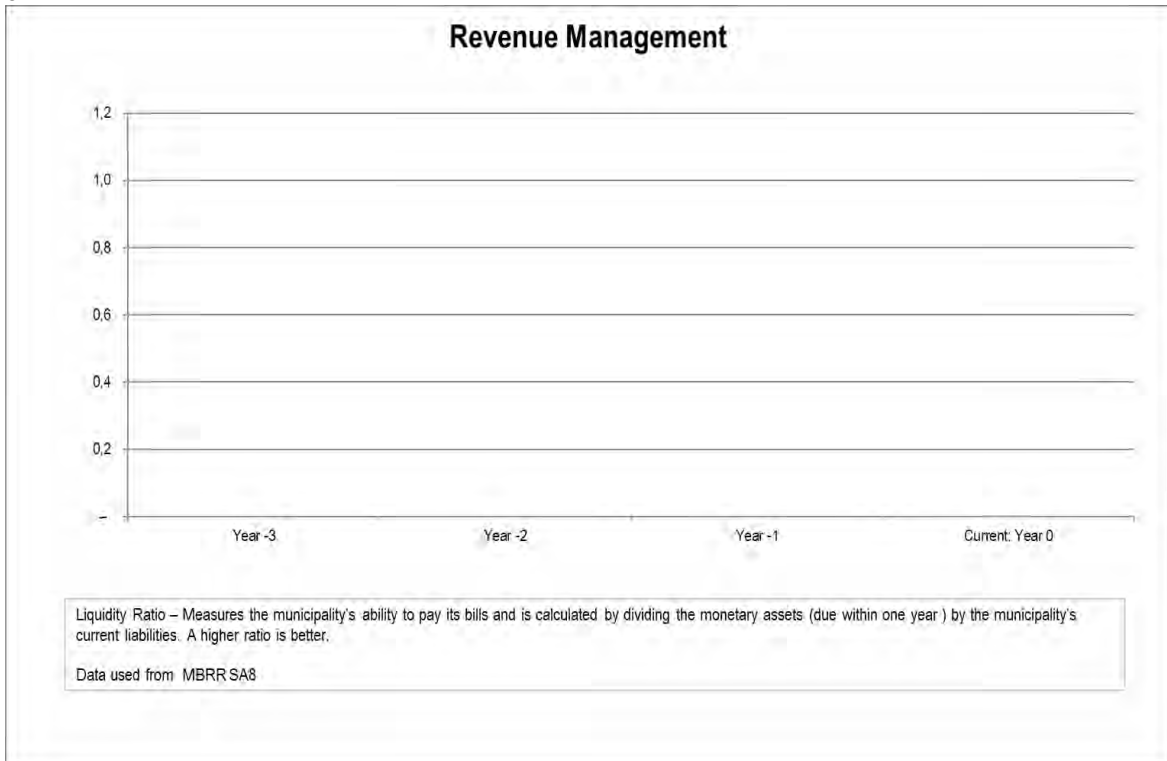 Revenue Management
1,2
1,0
0,8
0,6
0,4
0,2
–
Year -3 Year -2 Year -1 Current: Year 0
Liquidity Ratio – Measures the municipality's ability to pay its bills and is calculated by dividing the monetary assets (due within one year ) by the municipality's
current liabilities. A higher ratio is better.
Data used from MBRR SA8